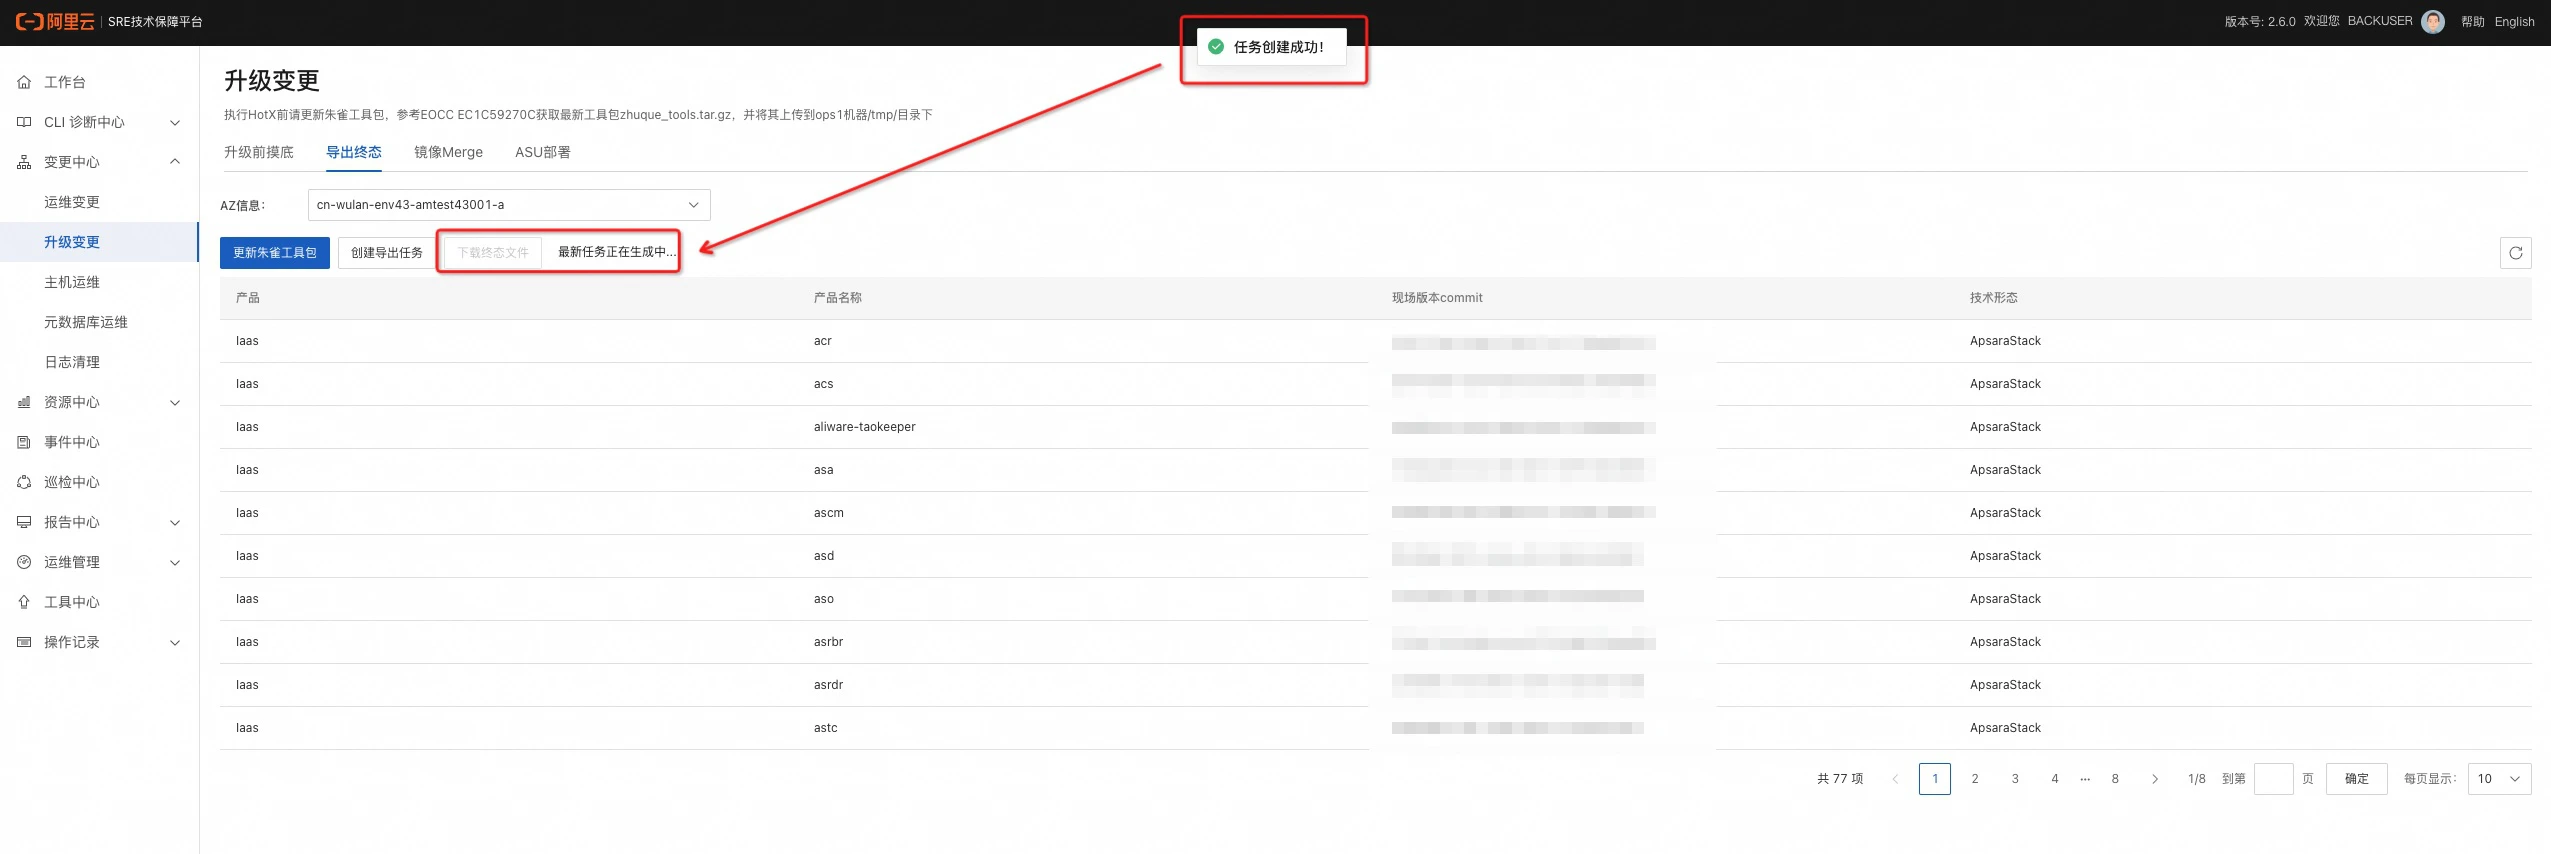 阿里云 SRE技术保障平台
任务创建成功!
版本号: 2.6.0 欢迎您 BACKUSER 帮助 English
工作台
CLI 诊断中心
变更中心
运维变更
升级变更
主机运维
元数据库运维
日志清理
资源中心
事件中心
巡检中心
报告中心
运维管理
工具中心
操作记录
升级变更
执行HotX前请更新朱雀工具包，参考EOCC EC1C59270C获取最新工具包zhuque_tools.tar.gz，并将其上传到ops1机器/tmp/目录下
升级前摸底 导出终态 镜像Merge ASU部署
AZ信息: cn-wulan-env43-amtest43001-a
更新朱雀工具包 创建导出任务 下载终态文件 最新任务正在生成中...
产品 产品名称 现场版本commit 技术形态
Iaas acr ApsaraStack
Iaas acs ApsaraStack
Iaas aliware-taokeeper ApsaraStack
Iaas asa ApsaraStack
Iaas ascm ApsaraStack
Iaas asd ApsaraStack
Iaas aso ApsaraStack
Iaas asrbr ApsaraStack
Iaas asrdr ApsaraStack
Iaas astc ApsaraStack
共 77 项 1 2 3 4 ... 8 1/8 到第 页 确定 每页显示: 10